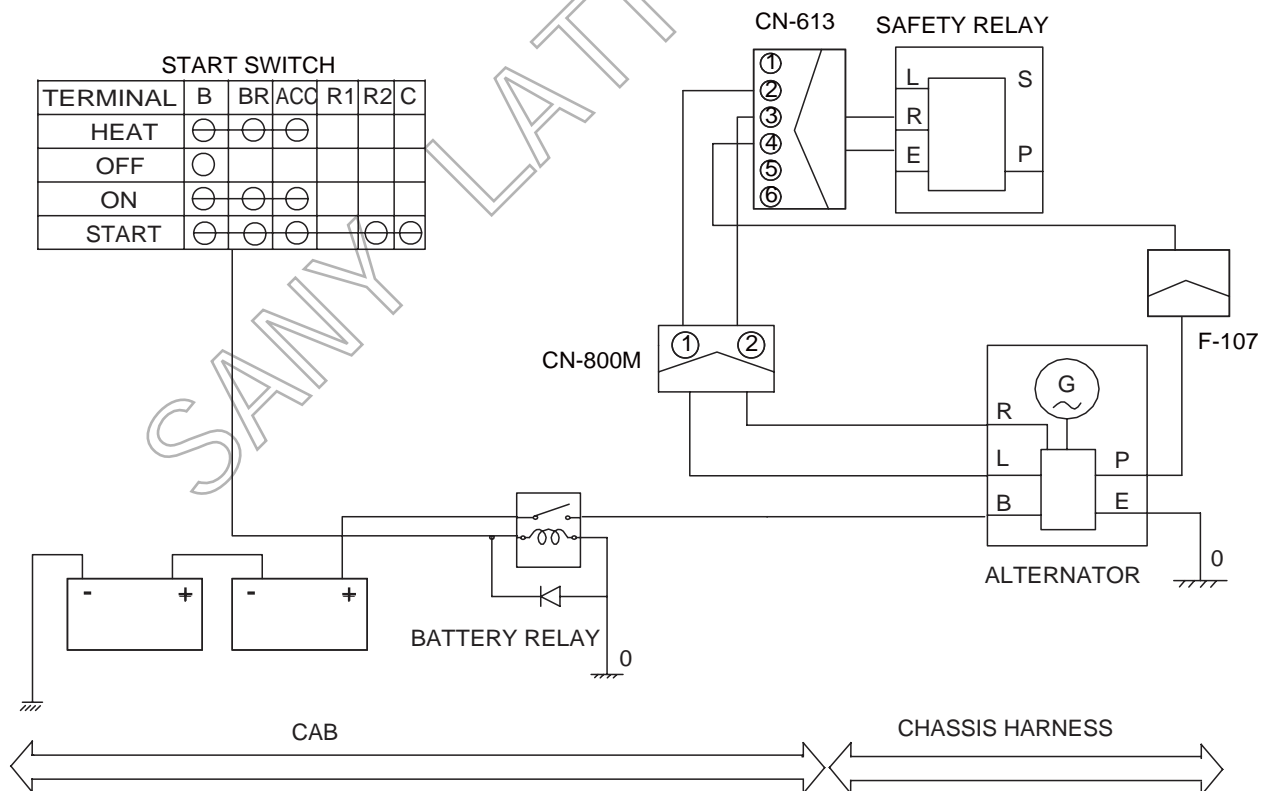 CN-613
SAFETY RELAY
START SWITCH
TERMINAL B BR ACC R1 R2 C
HEAT
OFF
ON
START
1
2
3
4
5
6
L S
R
E P
CN-800M
1 2
F-107
G
R
L P
B E
0
ALTERNATOR
- + - +
BATTERY RELAY
0
CAB
CHASSIS HARNESS
SANY LATT